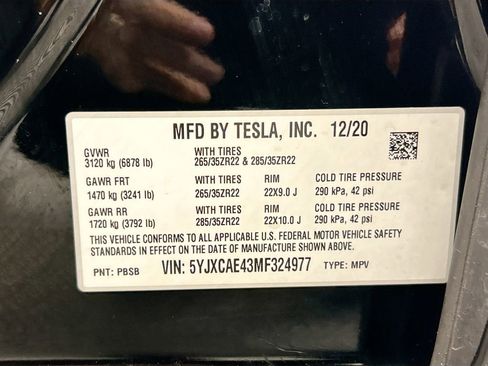 MFD BY TESLA, INC. 12/20
GVWR WITH TIRES
3120 kg (6878 lb) 265/35ZR22 & 285/35ZR22
GAWR FRT WITH TIRES RIM COLD TIRE PRESSURE
1470 kg (3241 lb) 265/35ZR22 22X9.0 J 290 kPa, 42 psi
GAWR RR WITH TIRES RIM COLD TIRE PRESSURE
1720 kg (3792 lb) 285/35ZR22 22X10.0 J 290 kPa, 42 psi
THIS VEHICLE CONFORMS TO ALL APPLICABLE U.S. FEDERAL MOTOR VEHICLE SAFETY
STANDARDS IN EFFECT ON THE DATE OF MANUFACTURE SHOWN ABOVE.
PNT: PBSB VIN: 5YJXCAE43MF324977 TYPE: MPV